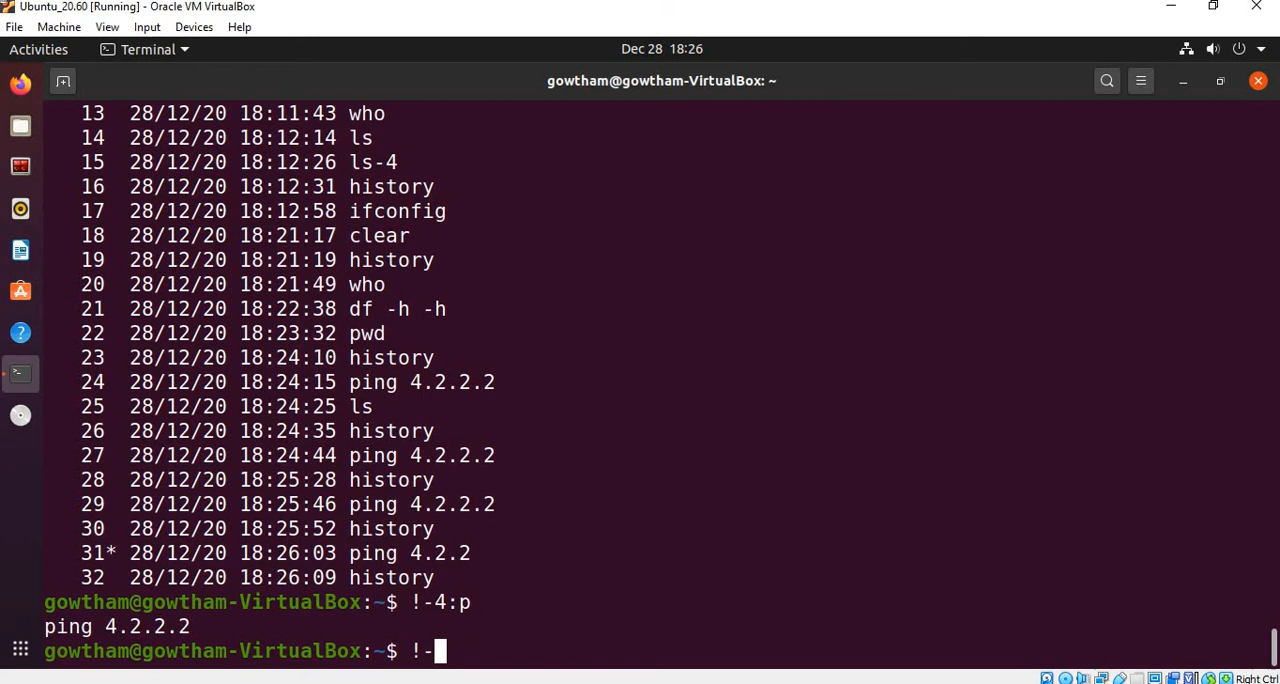 Ubuntu_20.60 [Running] - Oracle VM VirtualBox
File Machine View Input Devices Help
Activities Terminal Dec 28 18:26
gowtham@gowtham-VirtualBox: ~
13 28/12/20 18:11:43 who
14 28/12/20 18:12:14 ls
15 28/12/20 18:12:26 ls-4
16 28/12/20 18:12:31 history
17 28/12/20 18:12:58 ifconfig
18 28/12/20 18:21:17 clear
19 28/12/20 18:21:19 history
20 28/12/20 18:21:49 who
21 28/12/20 18:22:38 df -h -h
22 28/12/20 18:23:32 pwd
23 28/12/20 18:24:10 history
24 28/12/20 18:24:15 ping 4.2.2.2
25 28/12/20 18:24:25 ls
26 28/12/20 18:24:35 history
27 28/12/20 18:24:44 ping 4.2.2.2
28 28/12/20 18:25:28 history
29 28/12/20 18:25:46 ping 4.2.2.2
30 28/12/20 18:25:52 history
31* 28/12/20 18:26:03 ping 4.2.2
32 28/12/20 18:26:09 history
gowtham@gowtham-VirtualBox:~$ !-4:p
ping 4.2.2.2
gowtham@gowtham-VirtualBox:~$ !-
Right Ctrl